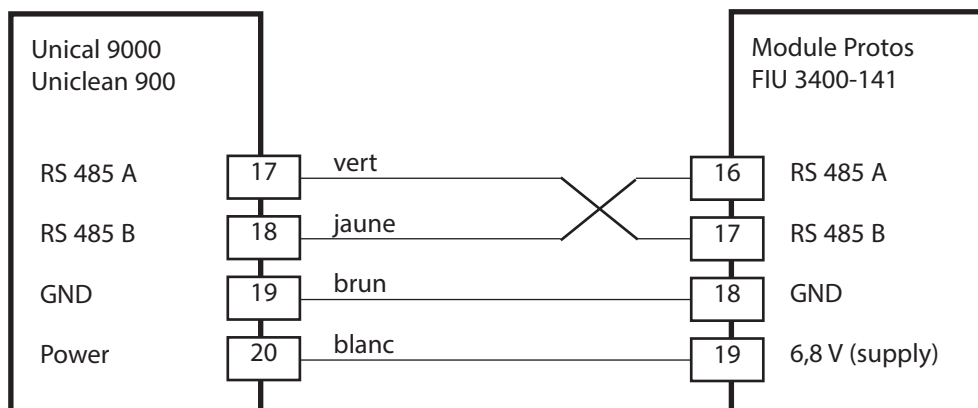 Unical 9000
Uniclean 900
Module Protos
FIU 3400-141
RS 485 A 17 vert 16 RS 485 A
RS 485 B 18 jaune 17 RS 485 B
GND 19 brun 18 GND
Power 20 blanc 19 6,8 V (supply)